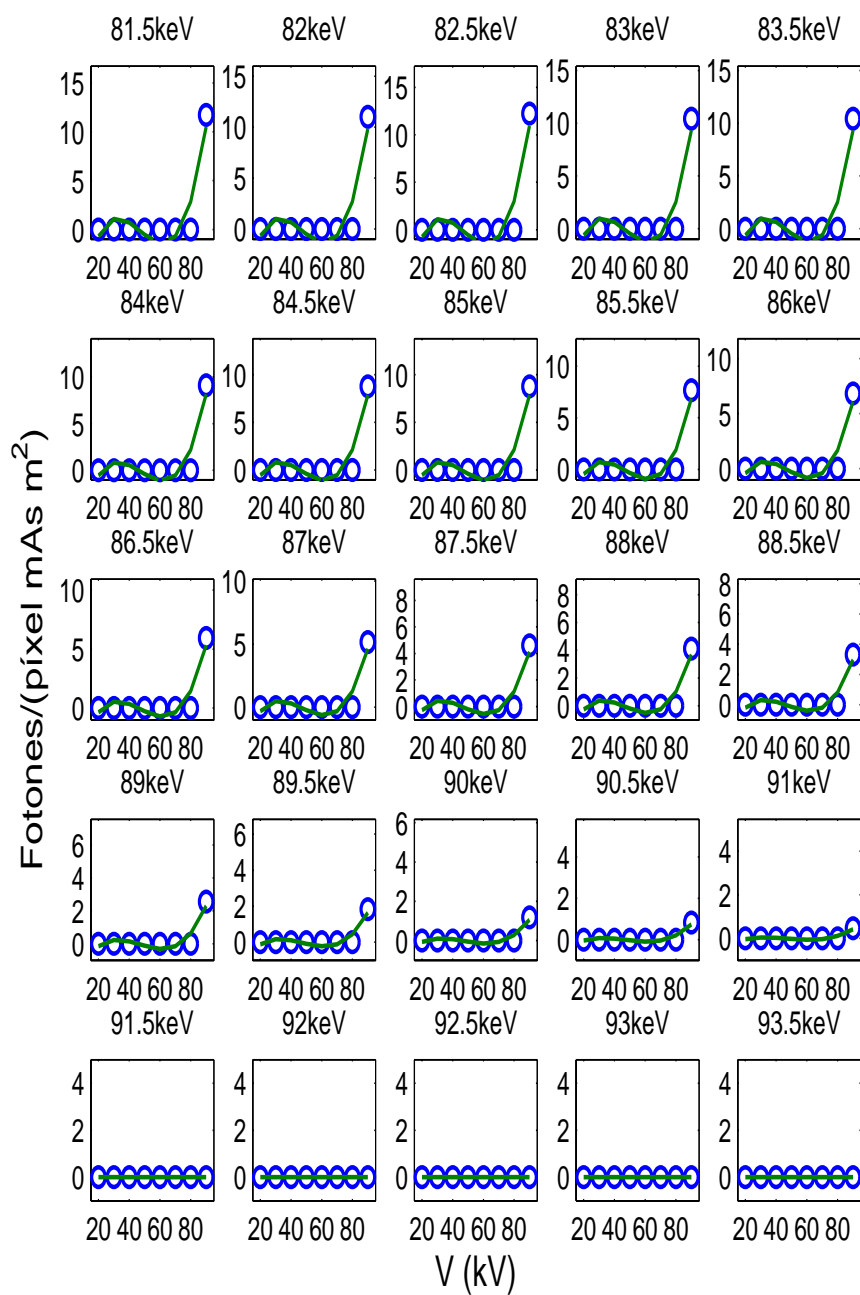 81.5keV 82keV 82.5keV 83keV 83.5keV
15 15 15 15 15
10 10 10 10 10
5 5 5 5 5
0 0 0 0 0
20 40 60 80 20 40 60 80 20 40 60 80 20 40 60 80 20 40 60 80
84keV 84.5keV 85keV 85.5keV 86keV
10 10 10 10 10
5 5 5 5 5
0 0 0 0 0
20 40 60 80 20 40 60 80 20 40 60 80 20 40 60 80 20 40 60 80
86.5keV 87keV 87.5keV 88keV 88.5keV
10 10 8 8 8
6 6 6
5 5 4 4 4
2 2 2
0 0 0 0 0
20 40 60 80 20 40 60 80 20 40 60 80 20 40 60 80 20 40 60 80
89keV 89.5keV 90keV 90.5keV 91keV
6 6 6
4 4 4 4 4
2 2 2 2 2
0 0 0 0 0
20 40 60 80 20 40 60 80 20 40 60 80 20 40 60 80 20 40 60 80
91.5keV 92keV 92.5keV 93keV 93.5keV
4 4 4 4 4
2 2 2 2 2
0 0 0 0 0
20 40 60 80 20 40 60 80 20 40 60 80 20 40 60 80 20 40 60 80
Fotones/(píxel mAs m²)
V (kV)